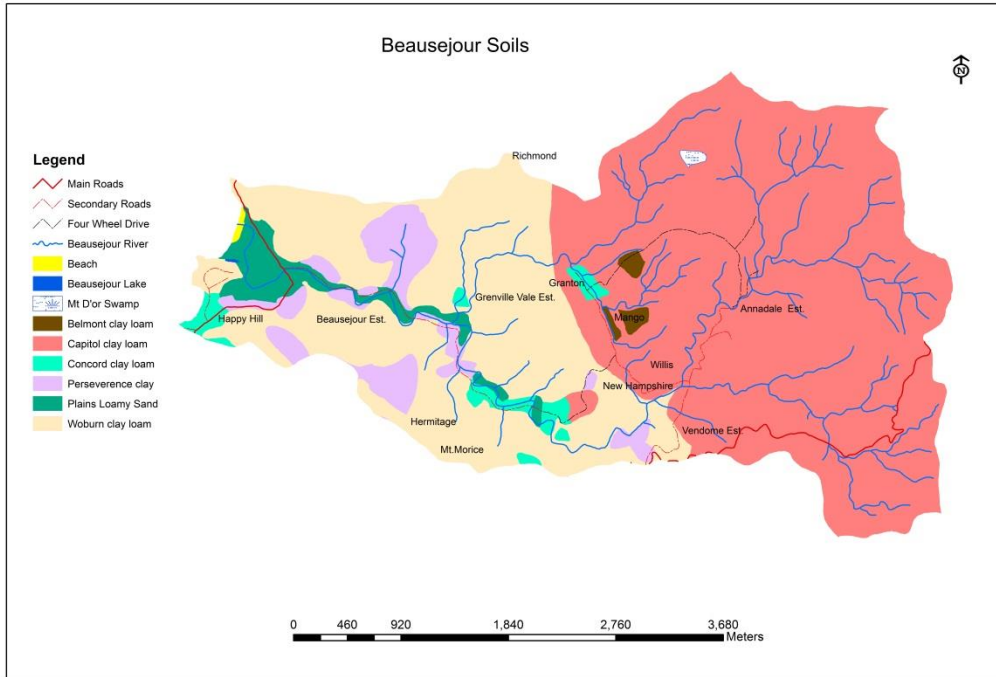 Beausejour Soils
N
Richmond
Legend
Main Roads
Secondary Roads
Four Wheel Drive
Beausejour River
Beach
Beausejour Lake
Mt D'or Swamp
Belmont clay loam
Capitol clay loam
Concord clay loam
Perseverence clay
Plains Loamy Sand
Woburn clay loam
Granton
Grenville Vale Est.
Annadale Est.
Happy Hill
Beausejour Est.
Mango
Willis
New Hampshire
Hermitage
Vendome Est.
Mt.Morice
0 460 920 1,840 2,760 3,680
Meters